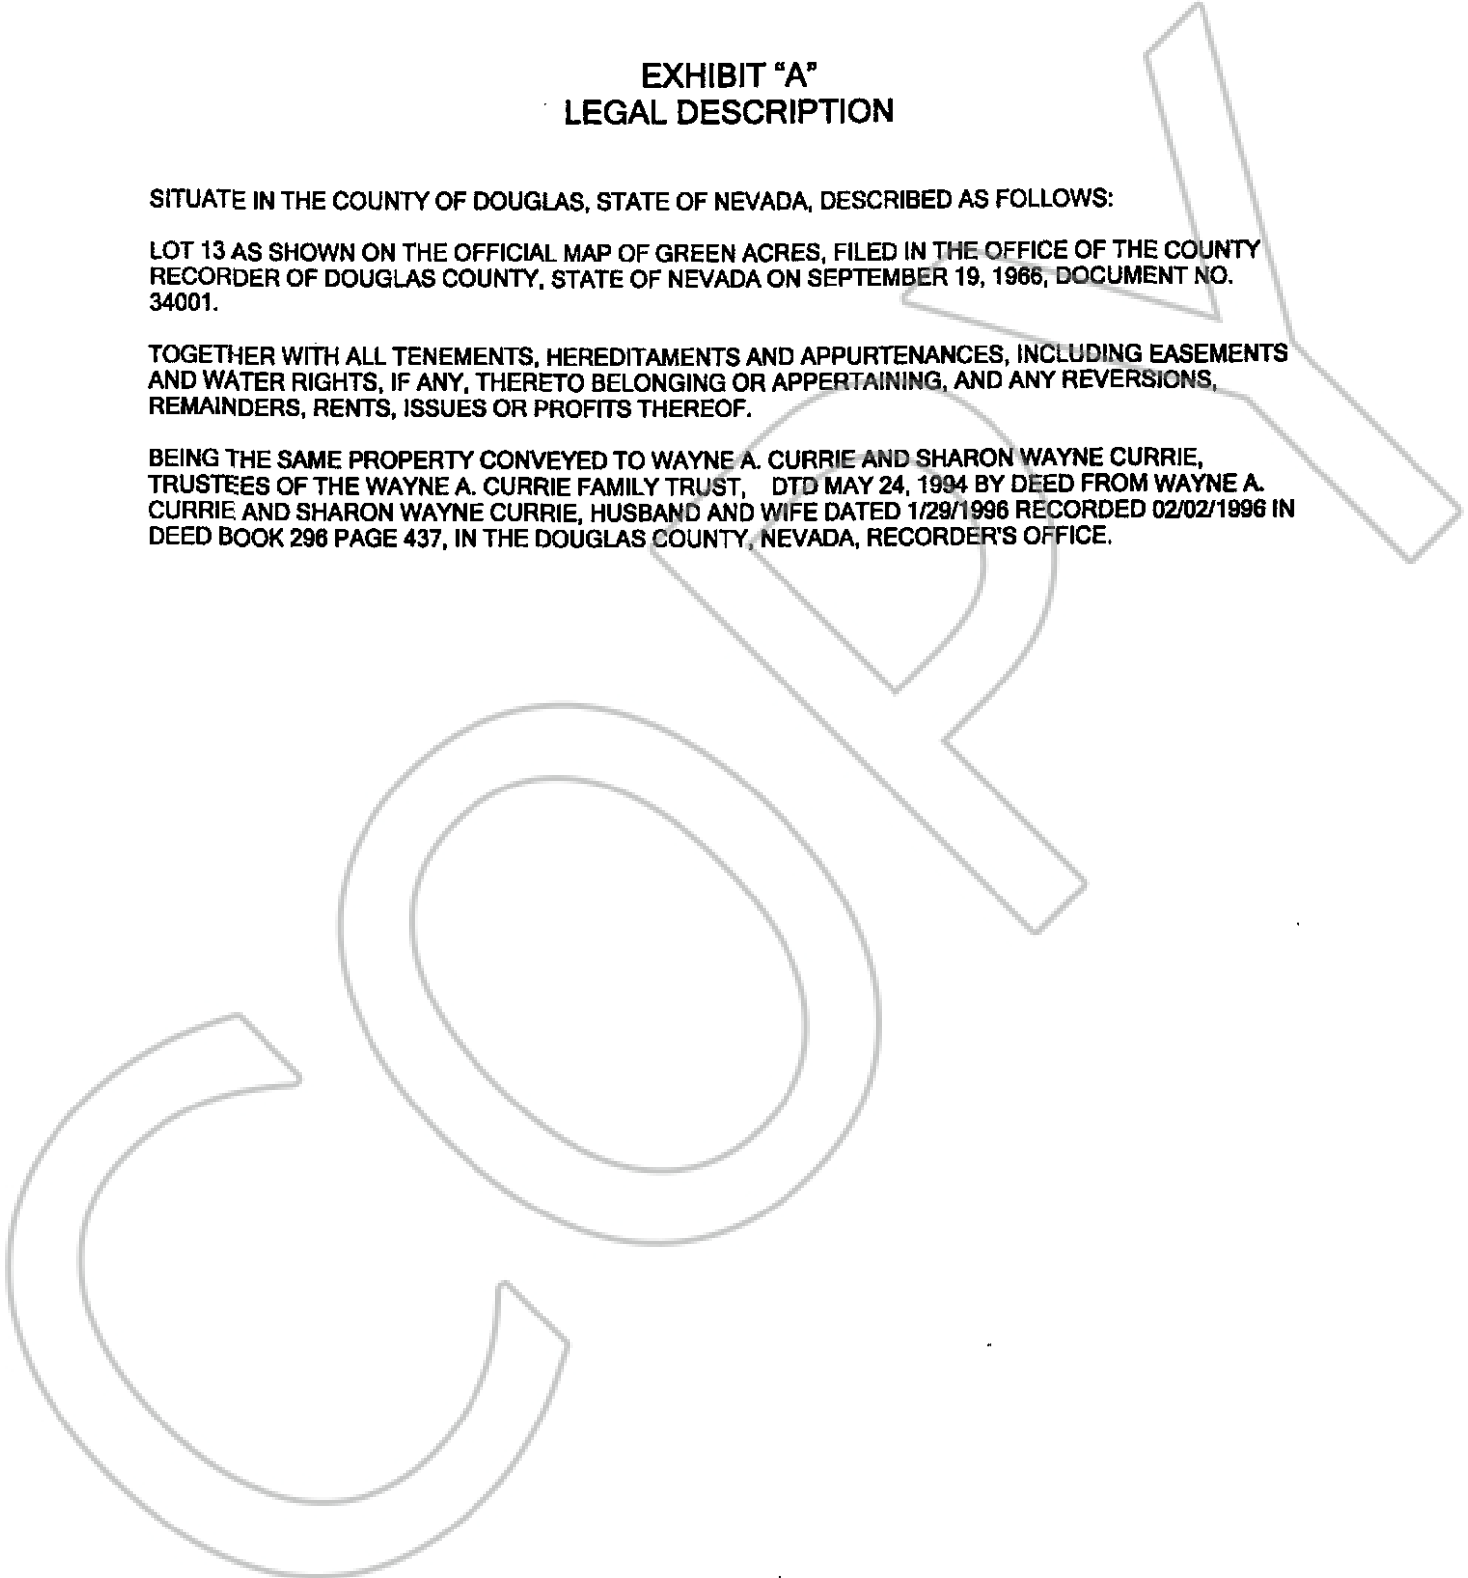 EXHIBIT “A”
LEGAL DESCRIPTION
SITUATE IN THE COUNTY OF DOUGLAS, STATE OF NEVADA, DESCRIBED AS FOLLOWS:
LOT 13 AS SHOWN ON THE OFFICIAL MAP OF GREEN ACRES, FILED IN THE OFFICE OF THE COUNTY
RECORDER OF DOUGLAS COUNTY, STATE OF NEVADA ON SEPTEMBER 19, 1966, DOCUMENT NO.
34001.
TOGETHER WITH ALL TENEMENTS, HEREDITAMENTS AND APPURTENANCES, INCLUDING EASEMENTS
AND WATER RIGHTS, IF ANY, THERETO BELONGING OR APPERTAINING, AND ANY REVERSIONS,
REMAINDERS, RENTS, ISSUES OR PROFITS THEREOF.
BEING THE SAME PROPERTY CONVEYED TO WAYNE A. CURRIE AND SHARON WAYNE CURRIE,
TRUSTEES OF THE WAYNE A. CURRIE FAMILY TRUST, DTD MAY 24, 1994 BY DEED FROM WAYNE A.
CURRIE AND SHARON WAYNE CURRIE, HUSBAND AND WIFE DATED 1/29/1996 RECORDED 02/02/1996 IN
DEED BOOK 296 PAGE 437, IN THE DOUGLAS COUNTY, NEVADA, RECORDER'S OFFICE.
COPY